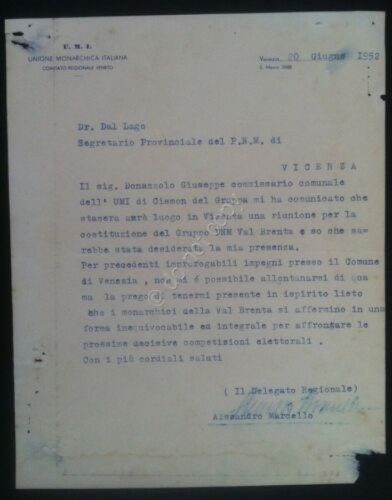 U. M. I.
UNIONE MONARCHICA ITALIANA
COMITATO REGIONALE VENETO
Venezia, 20 Giugno 1952
S. Marco
Dr. Dal Lago
Segretario Provinciale del P.N.M. di
VICENZA
Il sig. Bonazzolo Giuseppe commissario comunale
dell' UMI di Cismon del Grappa mi ha comunicato che
stasera avrà luogo in Vicenza una riunione per la
costituzione del Gruppo Val Brenta e so che sa-
rebbe stata desiderata la mia presenza.
Per precedenti inderogabili impegni presso il Comune
di Venezia , non mi é possibile allontanarmi di qua
ma la prego di tenermi presente in ispirito lieto
che i monarchici della Val Brenta si affermino in una
forma inequivocabile ed integrale per affrontare le
prossime decisive competizioni elettorali .
Con i più cordiali saluti
( Il Delegato Regionale)
Alessandro Marcello